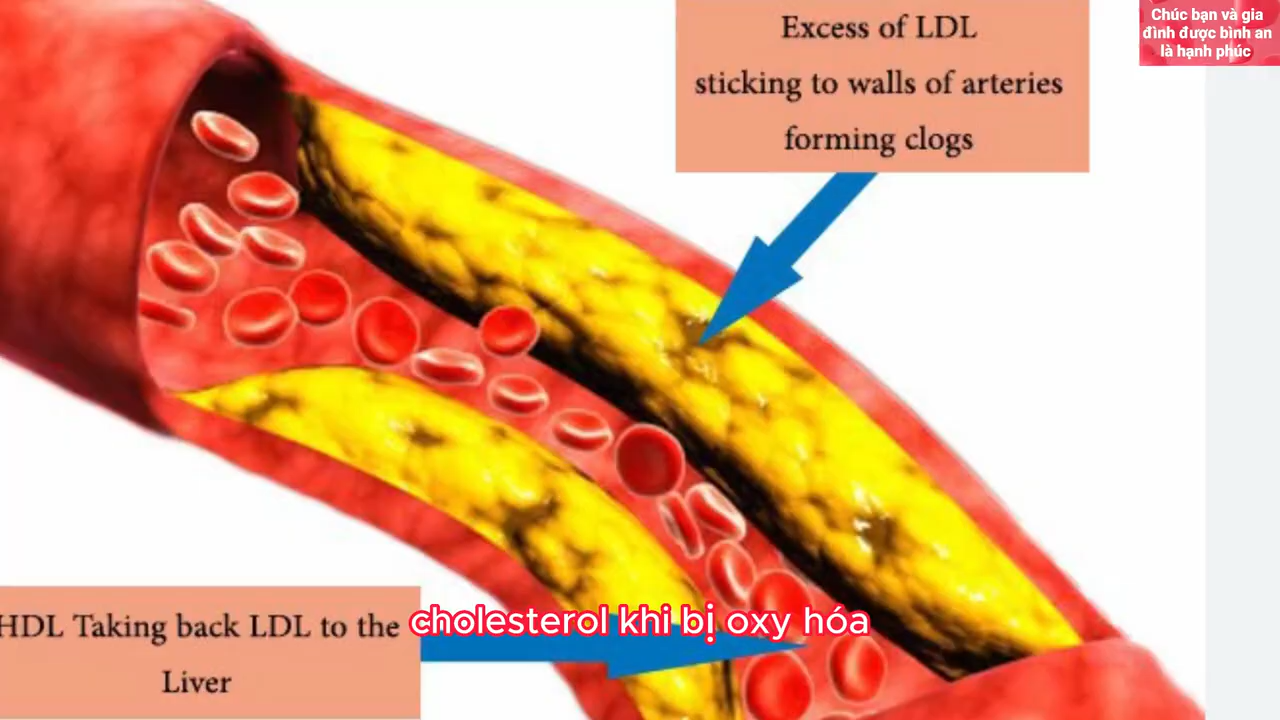 Excess of LDL
sticking to walls of arteries
forming clogs
Chúc bạn và gia
đình được bình an
là hạnh phúc
HDL Taking back LDL to the
Liver
cholesterol khi bị oxy hóa